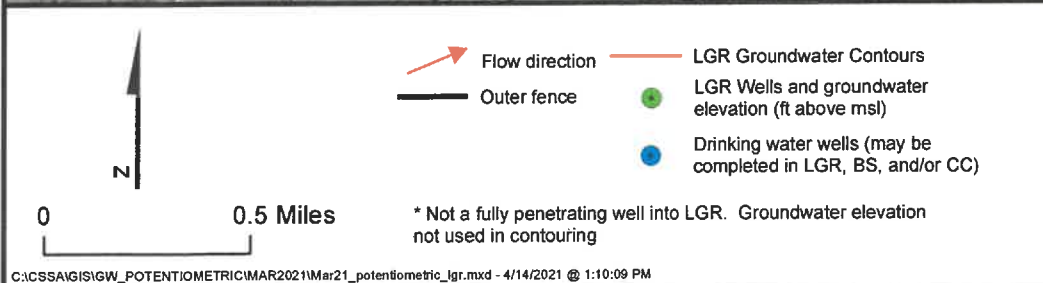 N
0 0.5 Miles
Flow direction
Outer fence
LGR Groundwater Contours
LGR Wells and groundwater
elevation (ft above msl)
Drinking water wells (may be
completed in LGR, BS, and/or CC)
* Not a fully penetrating well into LGR. Groundwater elevation
not used in contouring
C:\CSSA\GIS\GW_POTENTIOMETRIC\MAR2021\Mar21_potentiometric_lgr.mxd - 4/14/2021 @ 1:10:09 PM